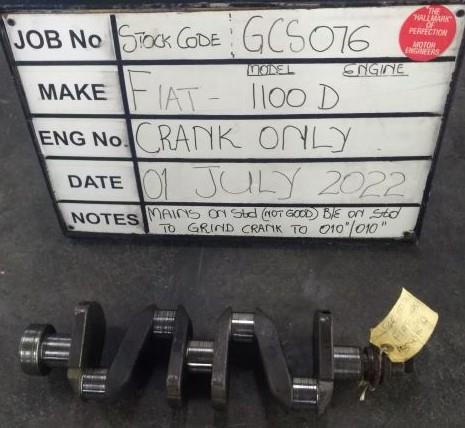 JOB No STOCK CODE : GCS076
THE
"HALLMARK"
OF
PERFECTION
MOTOR
ENGINEERS
MODEL ENGINE
MAKE FIAT - 1100 D
ENG No. CRANK ONLY
DATE 01 JULY 2022
NOTES MAINS ON Std (NOT GOOD) B/E ON Std
TO GRIND CRANK TO 010"/010"